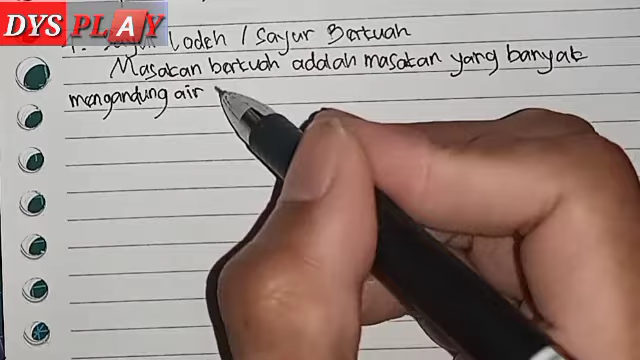 DYS PLAY
Sayur Lodeh / Sayur Berkuah
Masakan berkuah adalah masakan yang banyak
mengandung air